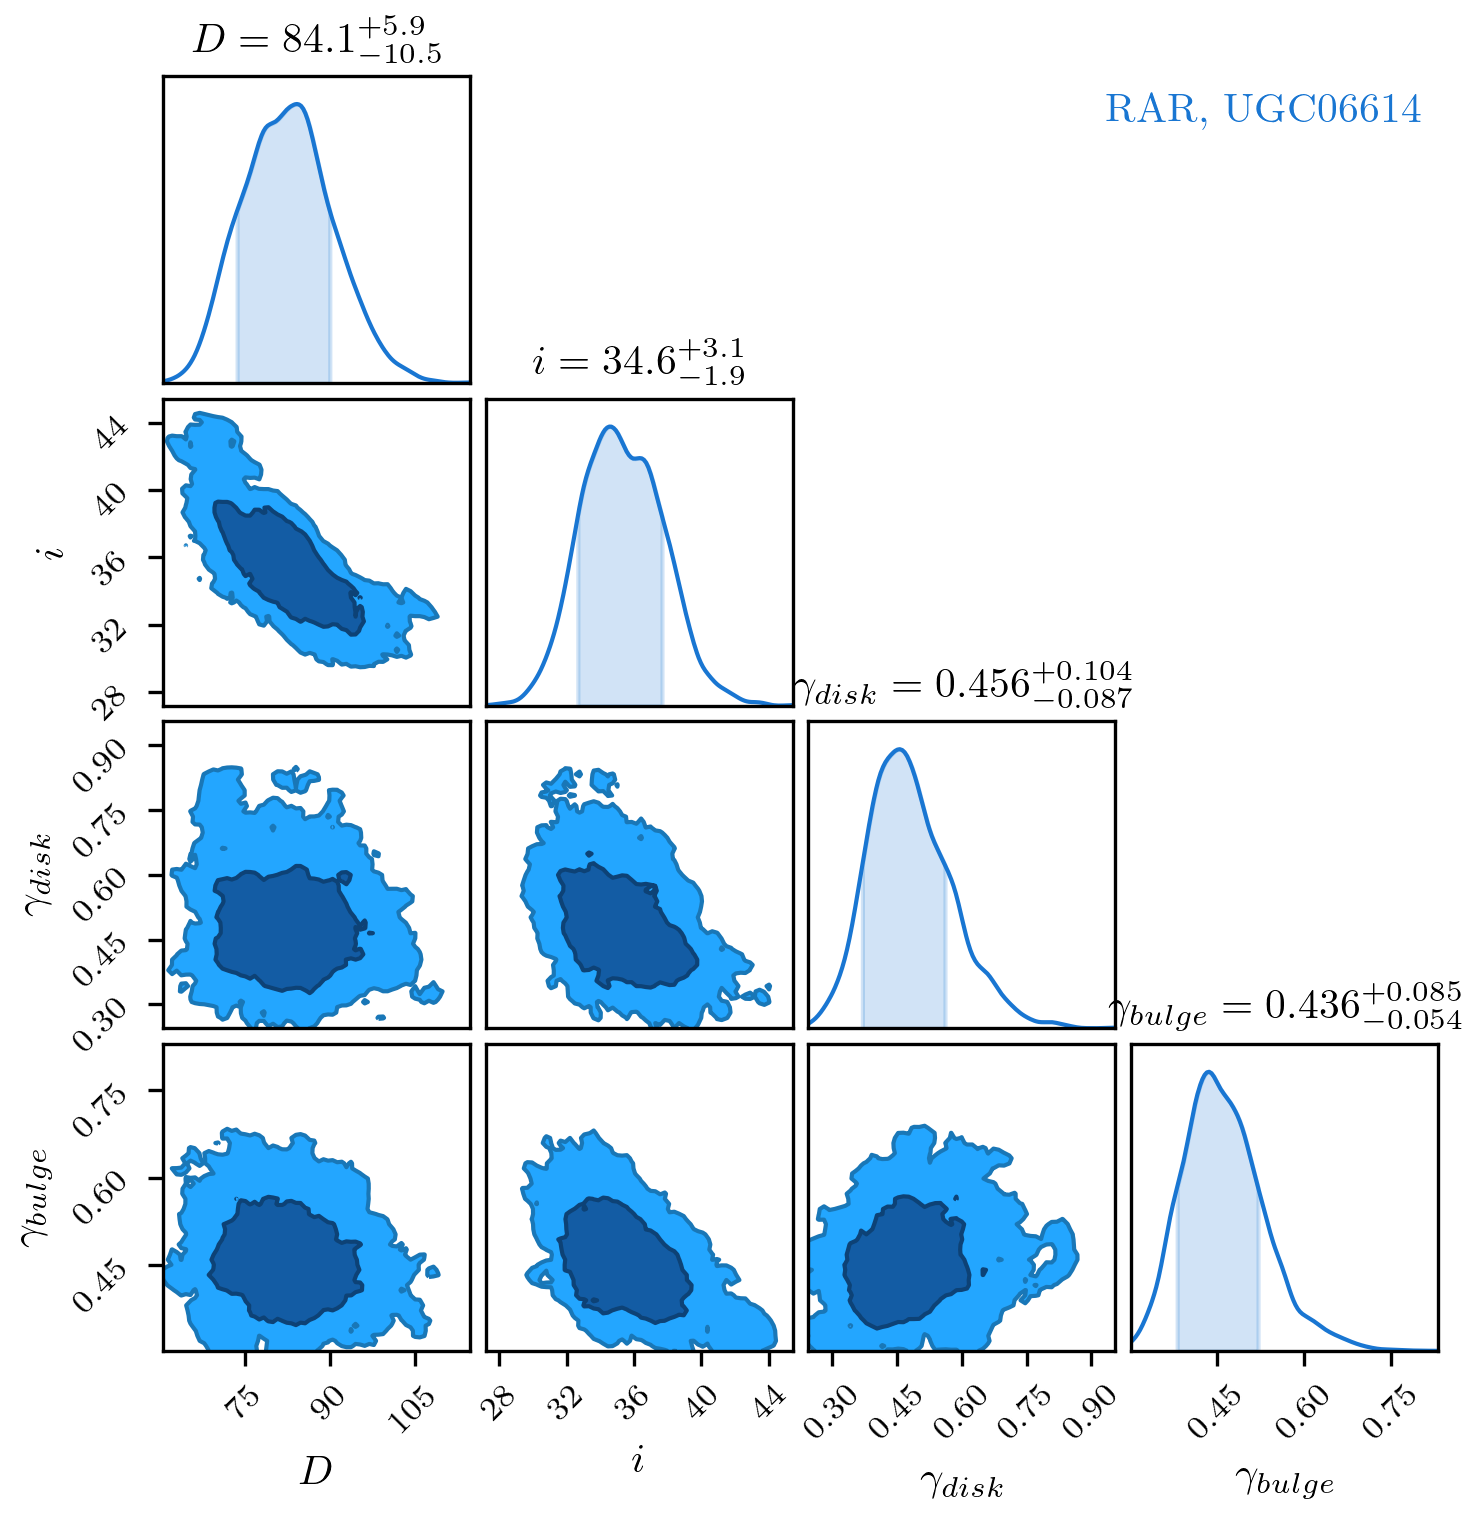 D = 84.1^{+5.9}_{-10.5}
RAR, UGC06614
i = 34.6^{+3.1}_{-1.9}
44
40
36
32
28
i
γ_{disk} = 0.456^{+0.104}_{-0.087}
0.90
0.75
0.60
0.45
0.30
γ_{disk}
γ_{bulge} = 0.436^{+0.085}_{-0.054}
0.75
0.60
0.45
γ_{bulge}
75 90 105 28 32 36 40 44 0.30 0.45 0.60 0.75 0.90 0.45 0.60 0.75
D i γ_{disk} γ_{bulge}